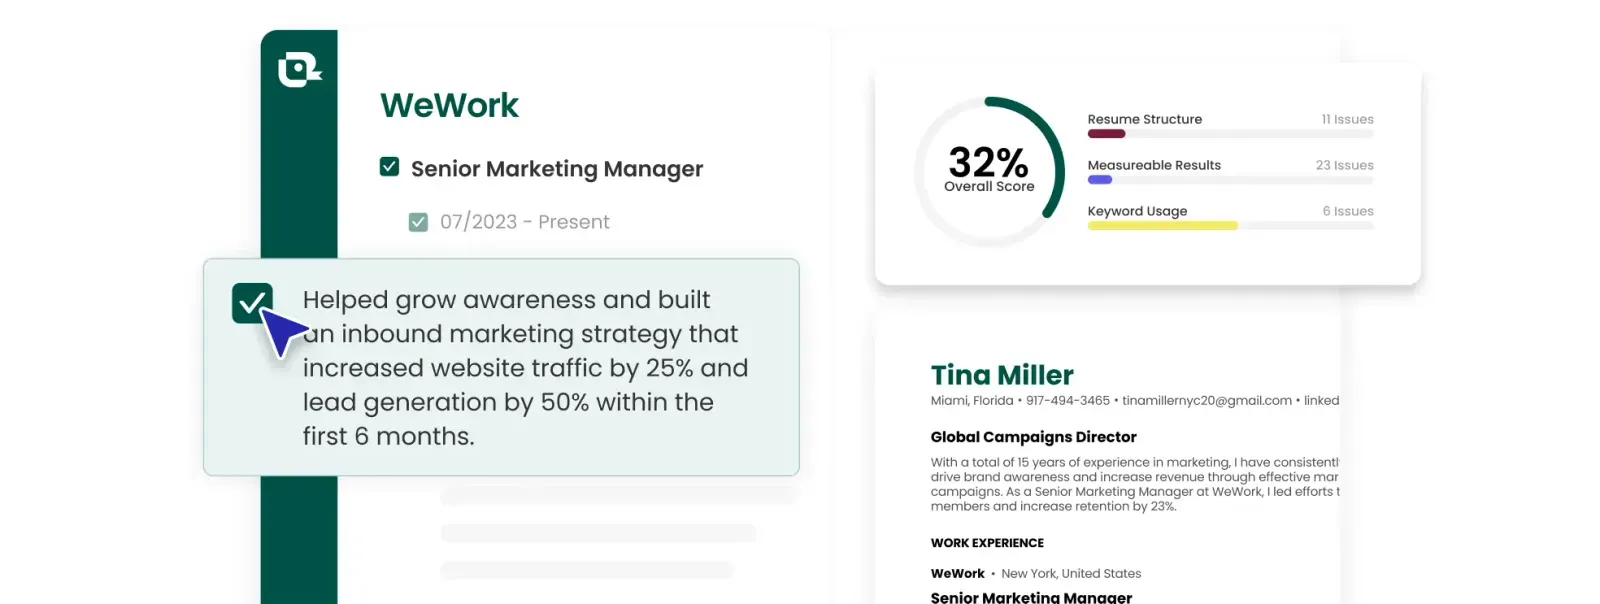 WeWork
Senior Marketing Manager
07/2023 - Present
Helped grow awareness and built
an inbound marketing strategy that
increased website traffic by 25% and
lead generation by 50% within the
first 6 months.
32%
Overall Score
Resume Structure 11 Issues
Measureable Results 23 Issues
Keyword Usage 6 Issues
Tina Miller
Miami, Florida • 917-494-3465 • tinamillernyc20@gmail.com • linked
Global Campaigns Director
With a total of 15 years of experience in marketing, I have consistentl
drive brand awareness and increase revenue through effective mar
campaigns. As a Senior Marketing Manager at WeWork, I led efforts t
members and increase retention by 23%.
WORK EXPERIENCE
WeWork • New York, United States
Senior Marketing Manager